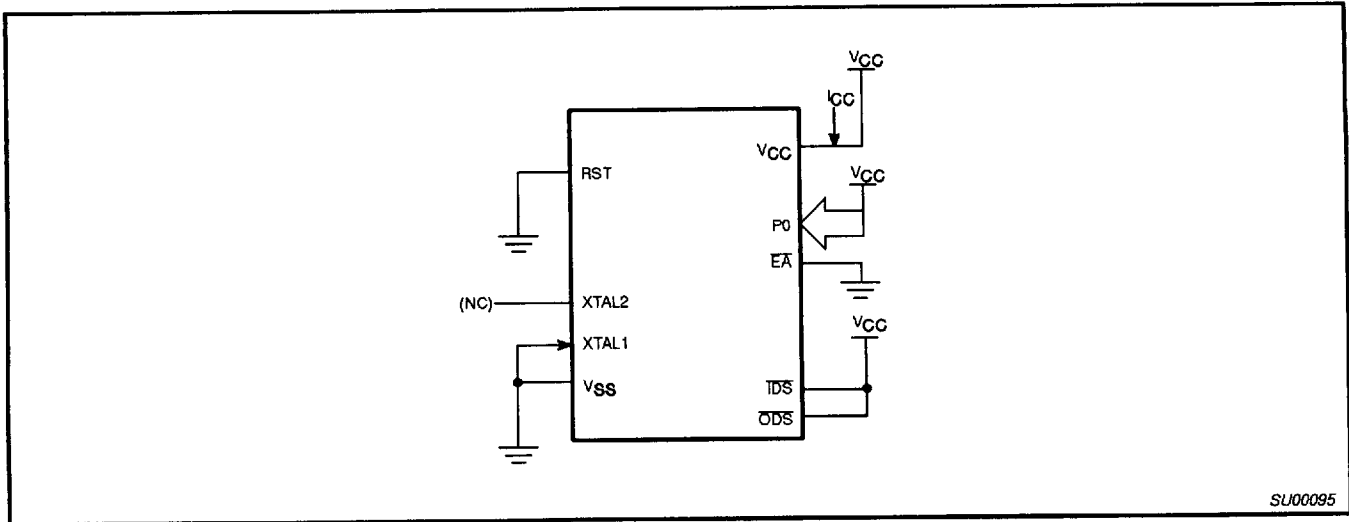 VCC
ICC
VCC
RST
VCC
P0
EA
(NC)
XTAL2
VCC
XTAL1
VSS
IDS
ODS
SU00095